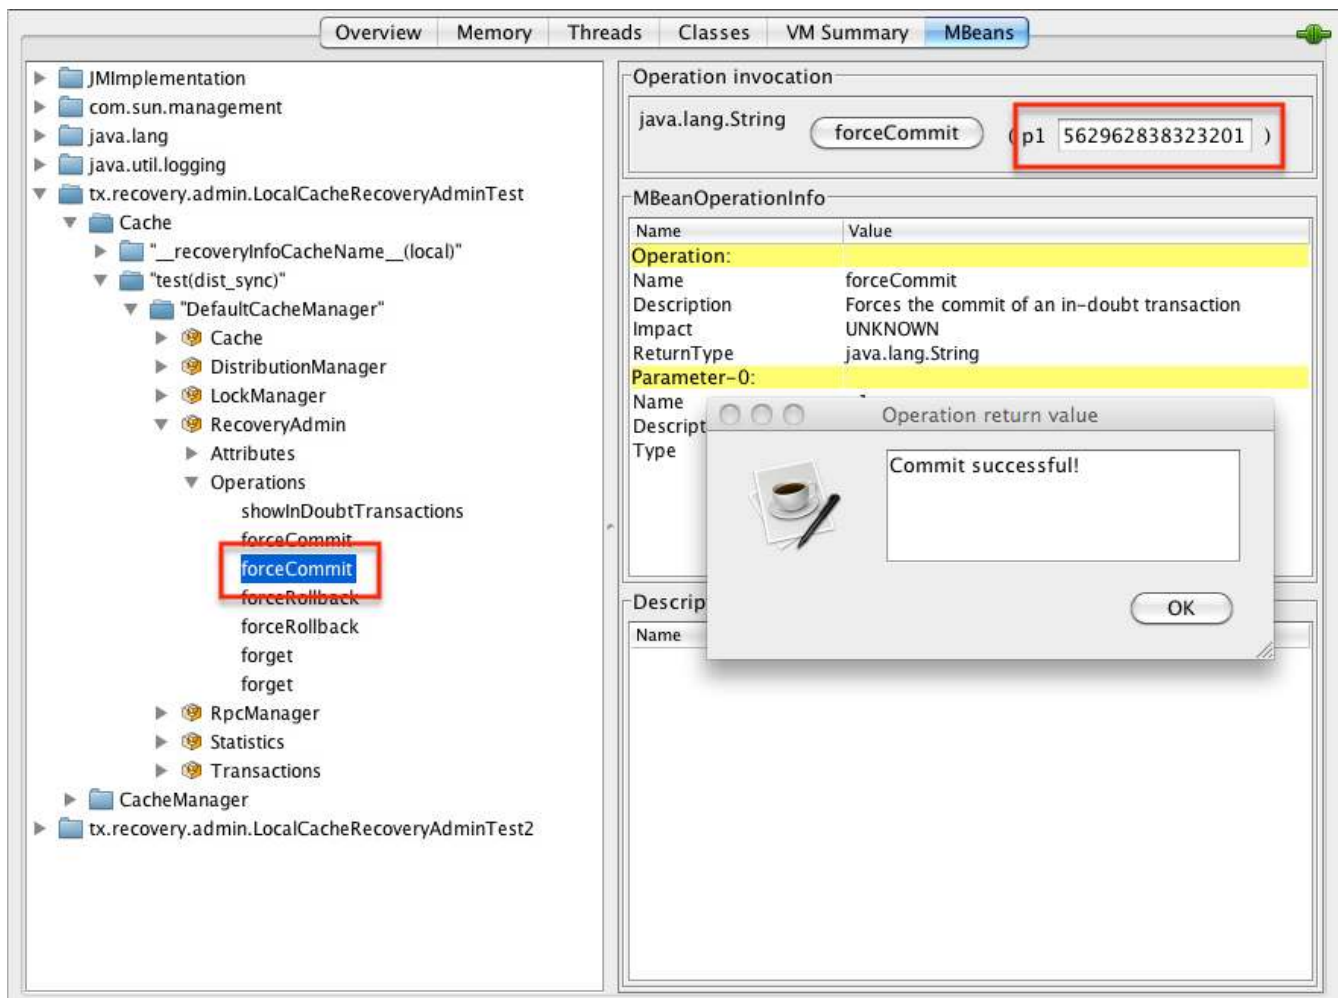 Overview Memory Threads Classes VM Summary MBeans
JMImplementation
com.sun.management
java.lang
java.util.logging
tx.recovery.admin.LocalCacheRecoveryAdminTest
Cache
"__recoveryInfoCacheName__(local)"
"test(dist_sync)"
"DefaultCacheManager"
Cache
DistributionManager
LockManager
RecoveryAdmin
Attributes
Operations
showInDoubtTransactions
forceCommit
forceCommit
forceRollback
forceRollback
forget
forget
RpcManager
Statistics
Transactions
CacheManager
tx.recovery.admin.LocalCacheRecoveryAdminTest2
Operation invocation
java.lang.String forceCommit ( p1 562962838323201 )
MBeanOperationInfo
Name Value
Operation:
Name forceCommit
Description Forces the commit of an in-doubt transaction
Impact UNKNOWN
ReturnType java.lang.String
Parameter-0:
Name
Descript
Type
Operation return value
Commit successful!
OK
Descrip
Name